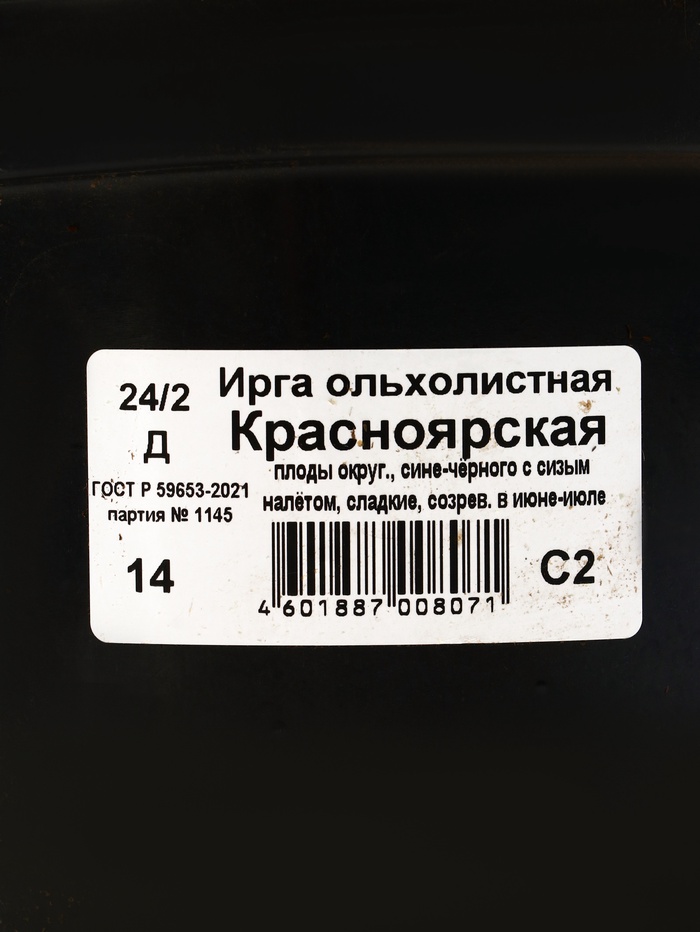 24/2
Д
ГОСТ Р 59653-2021
партия № 1145
14
Ирга ольхолистная
Красноярская
плоды округ., сине-чёрного с сизым
налётом, сладкие, созрев. в июне-июле
4 601887 008071
С2